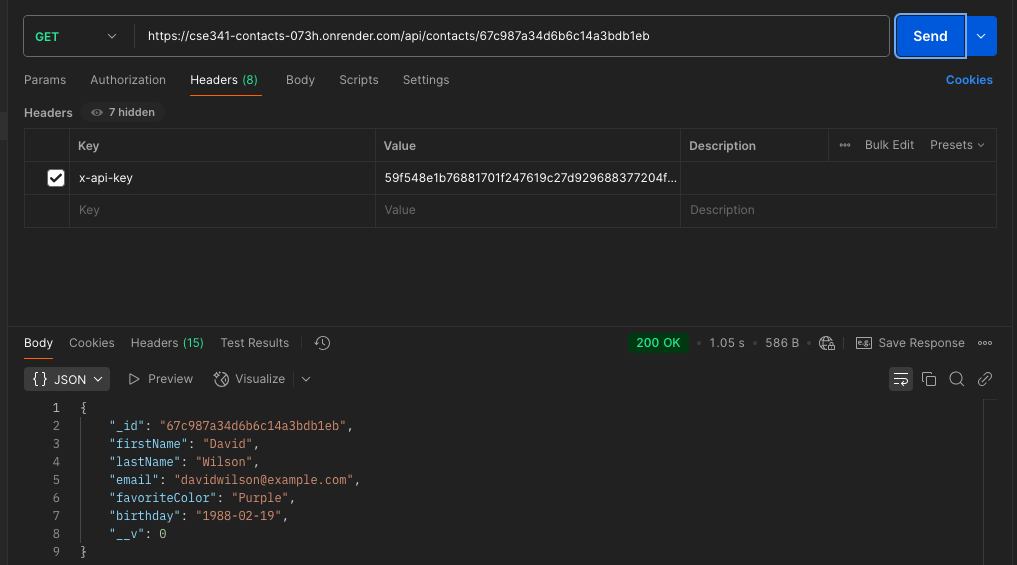 GET https://cse341-contacts-073h.onrender.com/api/contacts/67c987a34d6b6c14a3bdb1eb Send
Params Authorization Headers (8) Body Scripts Settings Cookies
Headers 7 hidden
Key Value Description Bulk Edit Presets
x-api-key 59f548e1b76881701f247619c27d929688377204f...
Key Value Description
Body Cookies Headers (15) Test Results 200 OK • 1.05 s • 586 B • e.g. Save Response
{} JSON Preview Visualize
1 {
2 "_id": "67c987a34d6b6c14a3bdb1eb",
3 "firstName": "David",
4 "lastName": "Wilson",
5 "email": "davidwilson@example.com",
6 "favoriteColor": "Purple",
7 "birthday": "1988-02-19",
8 "__v": 0
9 }